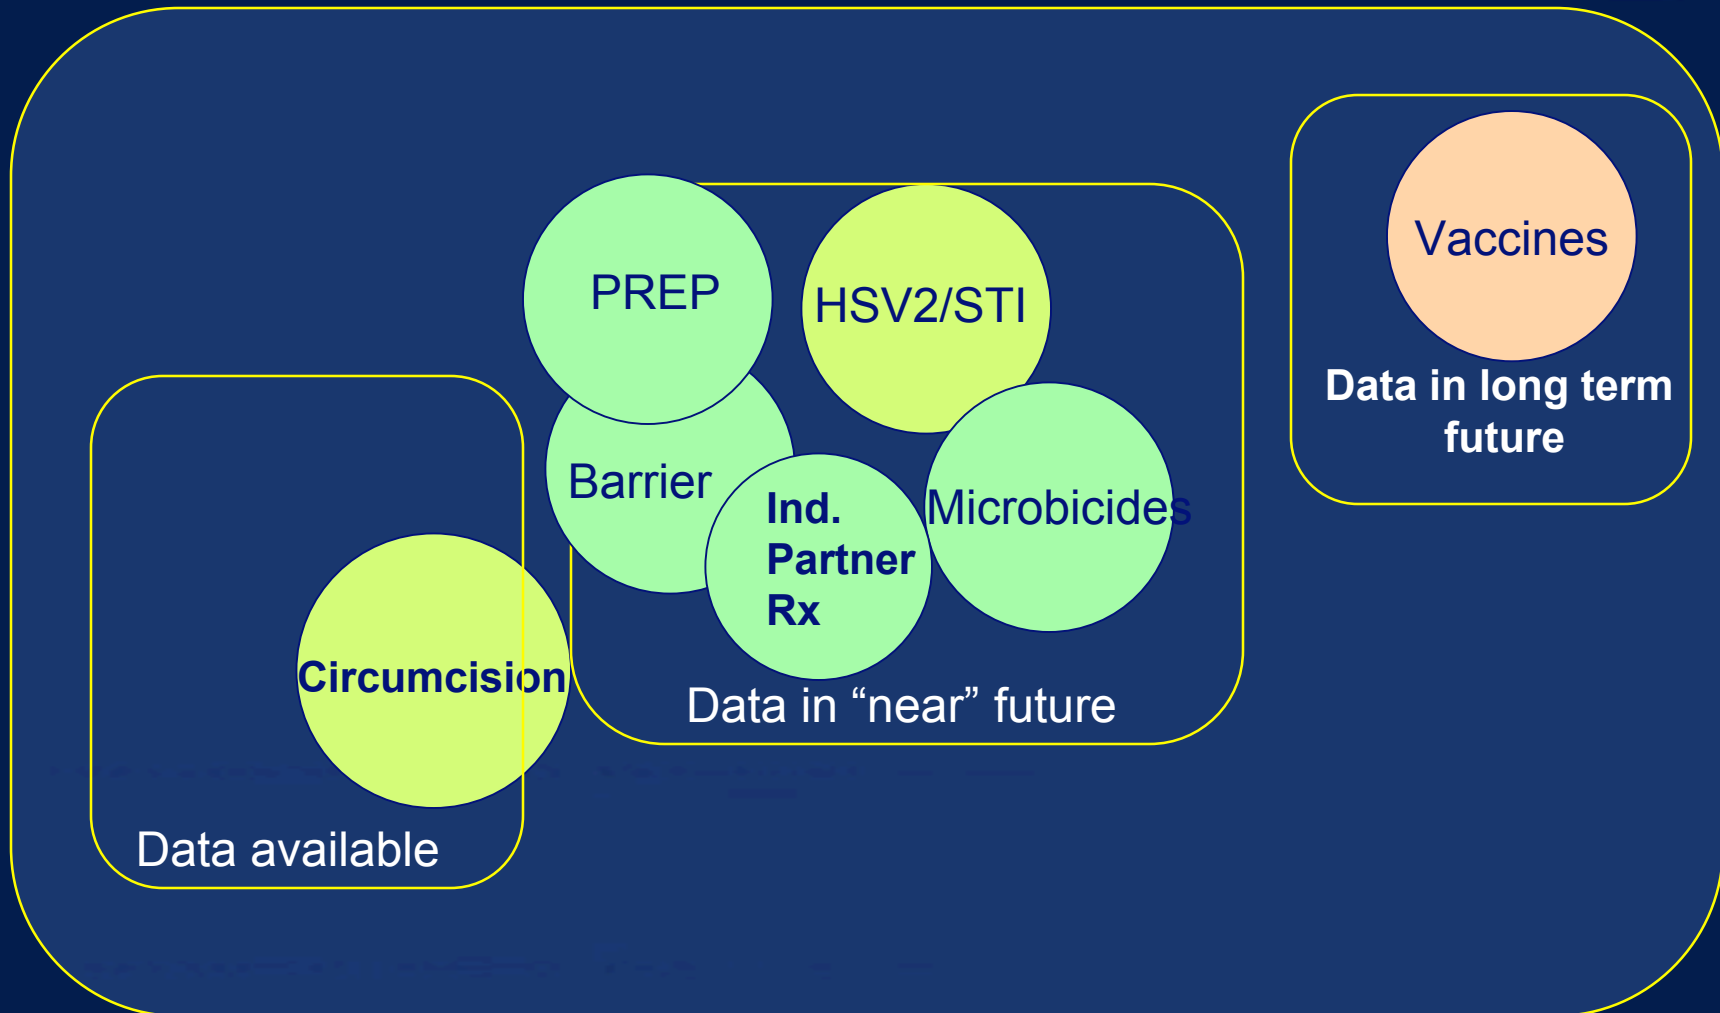 Vaccines
Data in long term
future
PREP
HSV2/STI
Barrier
Ind.
Partner
Rx
Microbicides
Data in “near” future
Circumcision
Data available